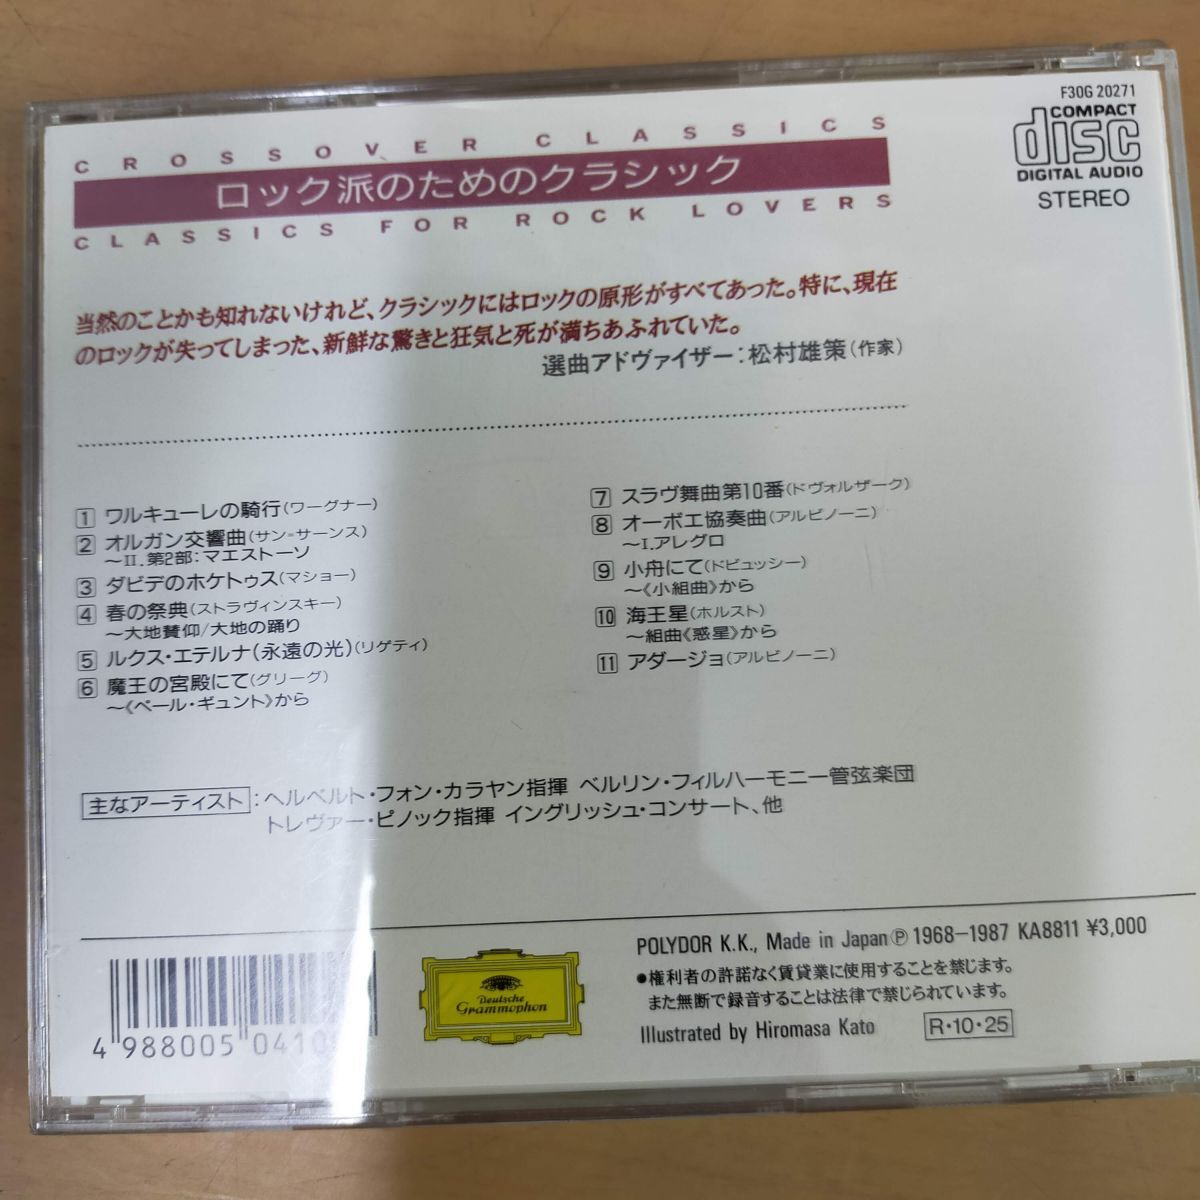 F30G 20271
COMPACT
disc
DIGITAL AUDIO
STEREO
CROSSOVER CLASSICS
ロック派のためのクラシック
CLASSICS FOR ROCK LOVERS
当然のことかも知れないけれど、クラシックにはロックの原形がすべてあった。特に、現在
のロックが失ってしまった、新鮮な驚きと狂気と死が満ちあふれていた。
選曲アドヴァイザー:松村雄策(作家)
1 ワルキューレの騎行(ワーグナー)
2 オルガン交響曲(サン=サーンス)
〜II.第2部:マエストーソ
3 ダビデのホケトゥス(マショー)
4 春の祭典(ストラヴィンスキー)
〜大地賛仰/大地の踊り
5 ルクス・エテルナ(永遠の光)(リゲティ)
6 魔王の宮殿にて(グリーグ)
〜《ペール・ギュント》から
7 スラヴ舞曲第10番(ドヴォルザーク)
8 オーボエ協奏曲(アルビノーニ)
〜I.アレグロ
9 小舟にて(ドビュッシー)
〜《小組曲》から
10 海王星(ホルスト)
〜組曲《惑星》から
11 アダージョ(アルビノーニ)
主なアーティスト:ヘルベルト・フォン・カラヤン指揮 ベルリン・フィルハーモニー管弦楽団
トレヴァー・ピノック指揮 イングリッシュ・コンサート、他
4 988005 0410
Deutsche
Grammophon
POLYDOR K.K., Made in Japan Ⓟ 1968−1987 KA8811 ¥3,000
●権利者の許諾なく賃貸業に使用することを禁じます。
また無断で録音することは法律で禁じられています。
Illustrated by Hiromasa Kato
R・10・25